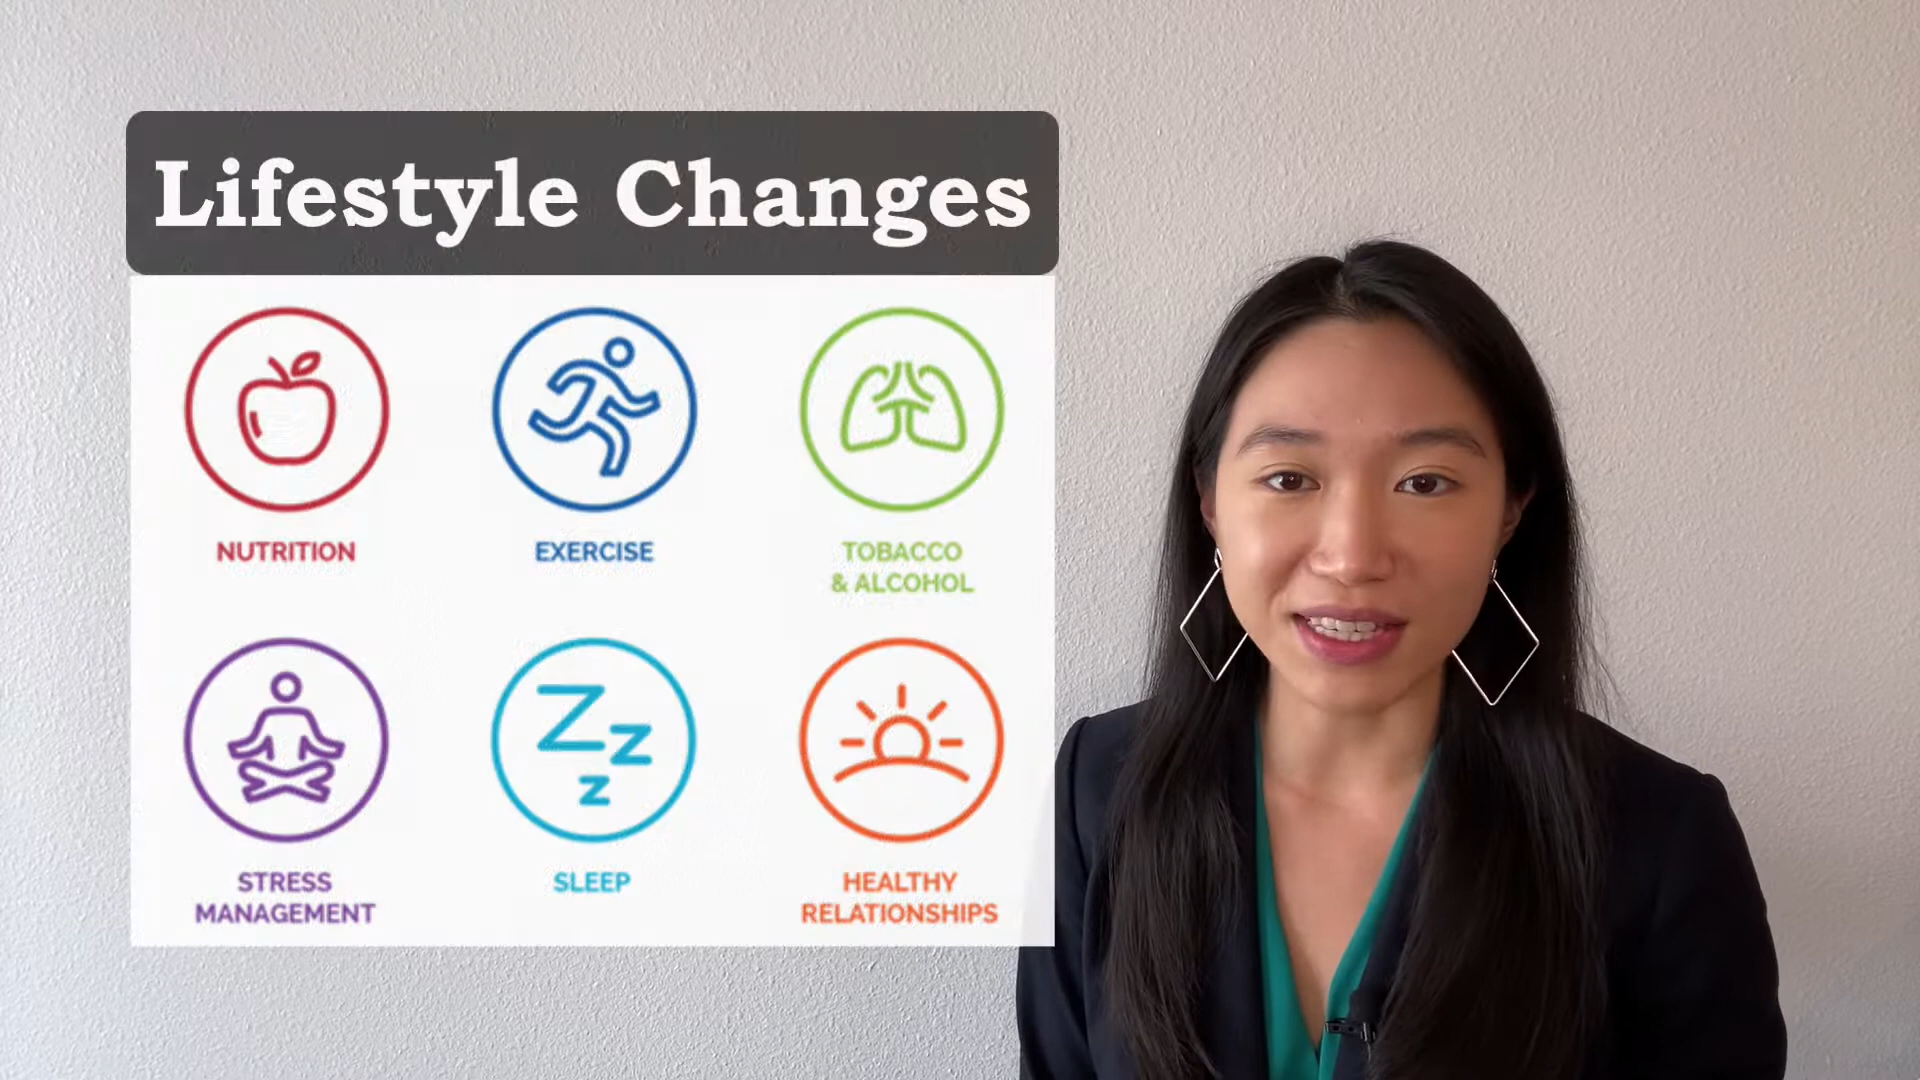 Lifestyle Changes
NUTRITION
EXERCISE
TOBACCO
& ALCOHOL
STRESS
MANAGEMENT
SLEEP
HEALTHY
RELATIONSHIPS